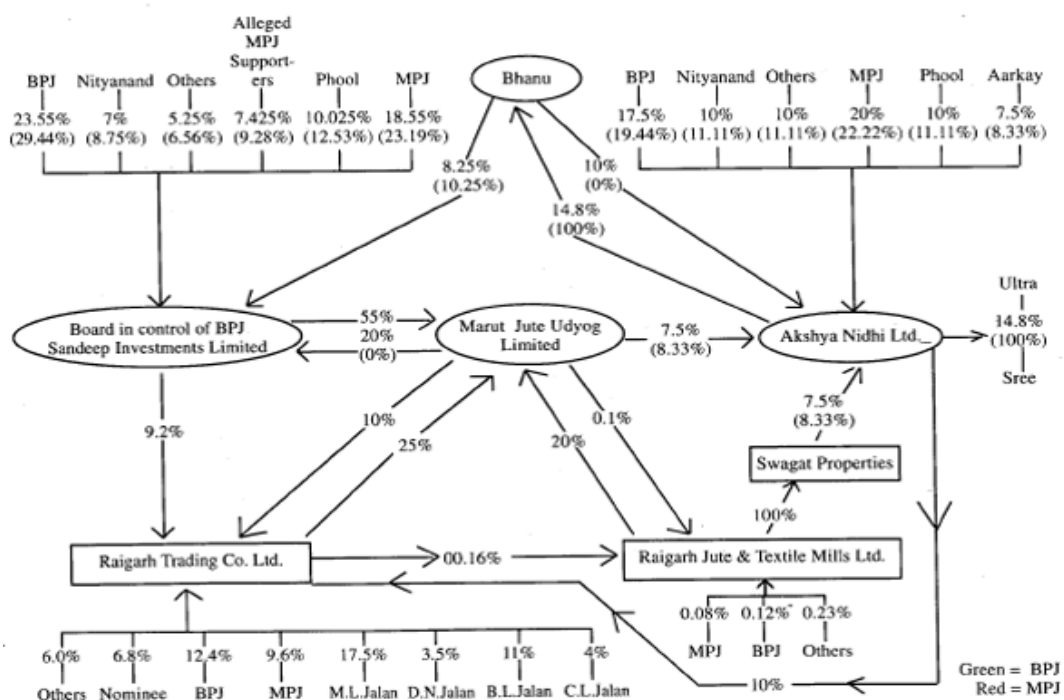 Alleged
MPJ
Support-
ers
BPJ Nityanand Others Phool MPJ
23.55% 7% 5.25% 7.425% 10.025% 18.55%
(29.44%) (8.75%) (6.56%) (9.28%) (12.53%) (23.19%)
Bhanu
BPJ Nityanand Others MPJ Phool Aarkay
17.5% 10% 10% 20% 10% 7.5%
(19.44%) (11.11%) (11.11%) (22.22%) (11.11%) (8.33%)
8.25%
(10.25%)
10%
(0%)
14.8%
(100%)
Board in control of BPJ
Sandeep Investments Limited
55%
20%
(0%)
Marut Jute Udyog
Limited
7.5%
(8.33%)
Akshya Nidhi Ltd._
Ultra
14.8%
(100%)
Sree
9.2%
10%
25%
20%
0.1%
7.5%
(8.33%)
Swagat Properties
100%
Raigarh Trading Co. Ltd.
00.16%
Raigarh Jute & Textile Mills Ltd.
0.08% 0.12%* 0.23%
MPJ BPJ Others
6.0% 6.8% 12.4% 9.6% 17.5% 3.5% 11% 4%
Others Nominee BPJ MPJ M.L.Jalan D.N.Jalan B.L.Jalan C.L.Jalan
10%
Green = BPJ
Red = MPJ